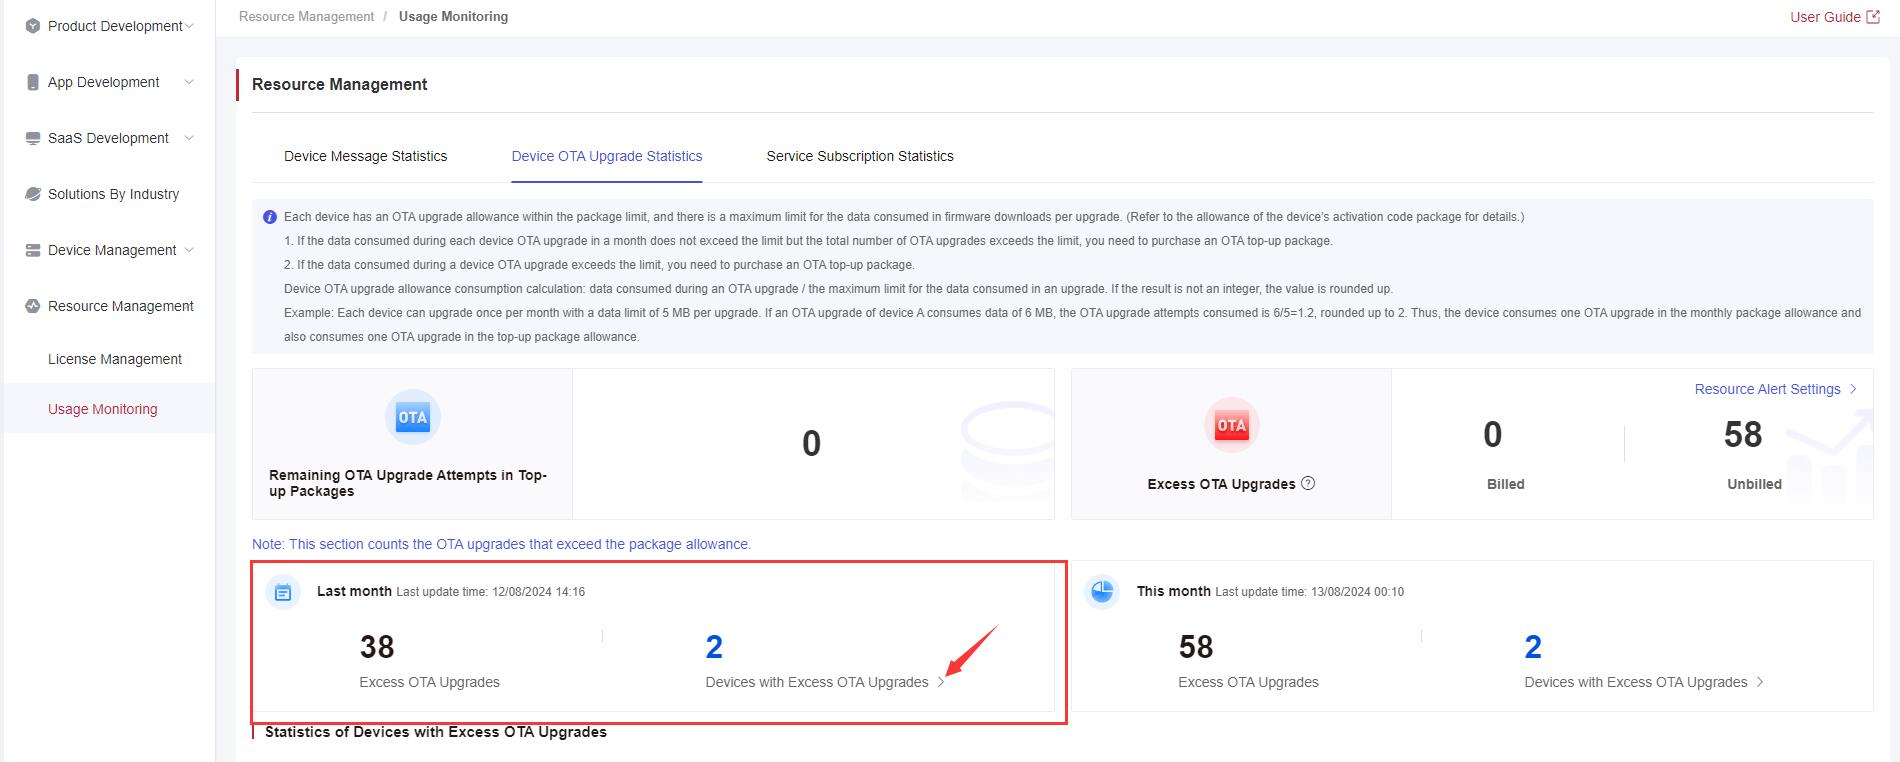 Product Development
App Development
SaaS Development
Solutions By Industry
Device Management
Resource Management
License Management
Usage Monitoring
Resource Management / Usage Monitoring
User Guide
Resource Management
Device Message Statistics
Device OTA Upgrade Statistics
Service Subscription Statistics
Each device has an OTA upgrade allowance within the package limit, and there is a maximum limit for the data consumed in firmware downloads per upgrade. (Refer to the allowance of the device's activation code package for details.)
1. If the data consumed during each device OTA upgrade in a month does not exceed the limit but the total number of OTA upgrades exceeds the limit, you need to purchase an OTA top-up package.
2. If the data consumed during a device OTA upgrade exceeds the limit, you need to purchase an OTA top-up package.
Device OTA upgrade allowance consumption calculation: data consumed during an OTA upgrade / the maximum limit for the data consumed in an upgrade. If the result is not an integer, the value is rounded up.
Example: Each device can upgrade once per month with a data limit of 5 MB per upgrade. If an OTA upgrade of device A consumes data of 6 MB, the OTA upgrade attempts consumed is 6/5=1.2, rounded up to 2. Thus, the device consumes one OTA upgrade in the monthly package allowance and
also consumes one OTA upgrade in the top-up package allowance.
OTA
Remaining OTA Upgrade Attempts in Top-
up Packages
0
OTA
Excess OTA Upgrades
Resource Alert Settings
0
Billed
58
Unbilled
Note: This section counts the OTA upgrades that exceed the package allowance.
Last month Last update time: 12/08/2024 14:16
38
Excess OTA Upgrades
2
Devices with Excess OTA Upgrades
This month Last update time: 13/08/2024 00:10
58
Excess OTA Upgrades
2
Devices with Excess OTA Upgrades
Statistics of Devices with Excess OTA Upgrades